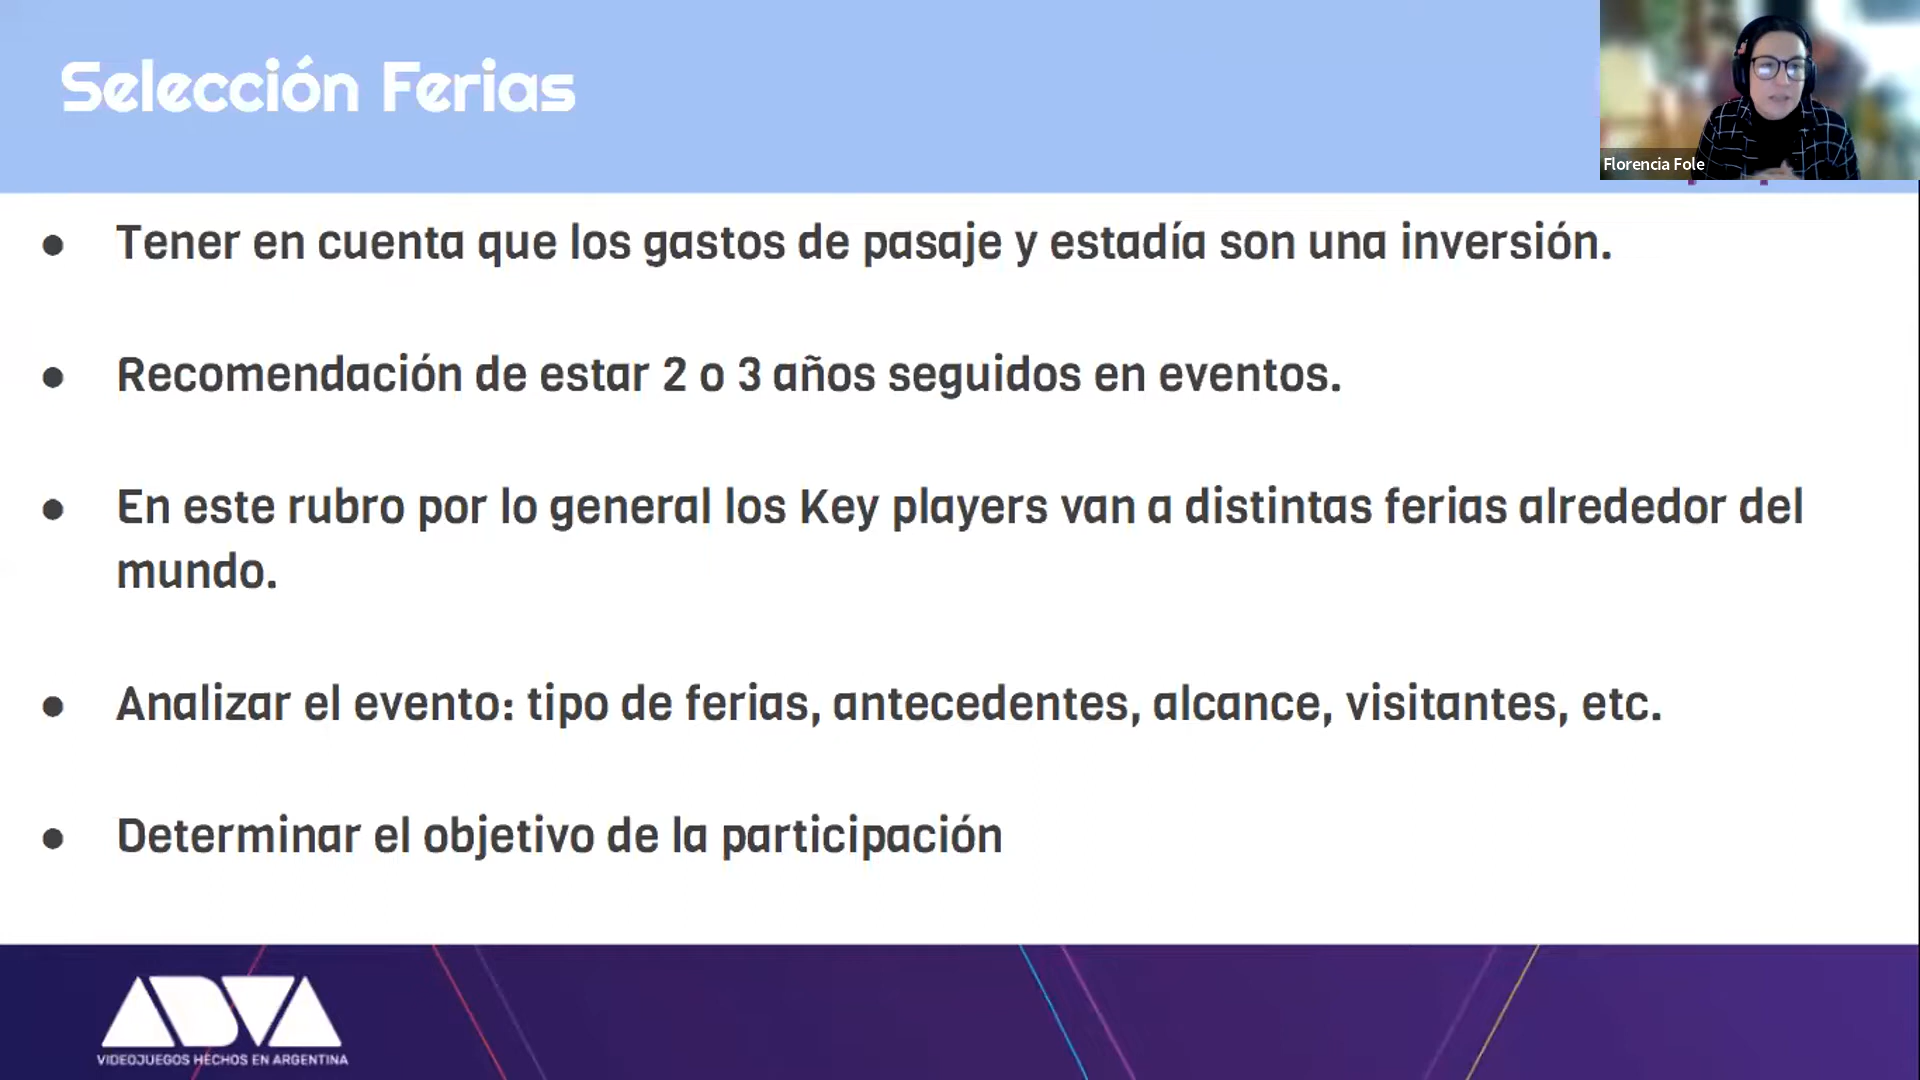 Selección Ferias
Florencia Fole
● Tener en cuenta que los gastos de pasaje y estadía son una inversión.
● Recomendación de estar 2 o 3 años seguidos en eventos.
● En este rubro por lo general los Key players van a distintas ferias alrededor del
mundo.
● Analizar el evento: tipo de ferias, antecedentes, alcance, visitantes, etc.
● Determinar el objetivo de la participación
ADVA
VIDEOJUEGOS HECHOS EN ARGENTINA